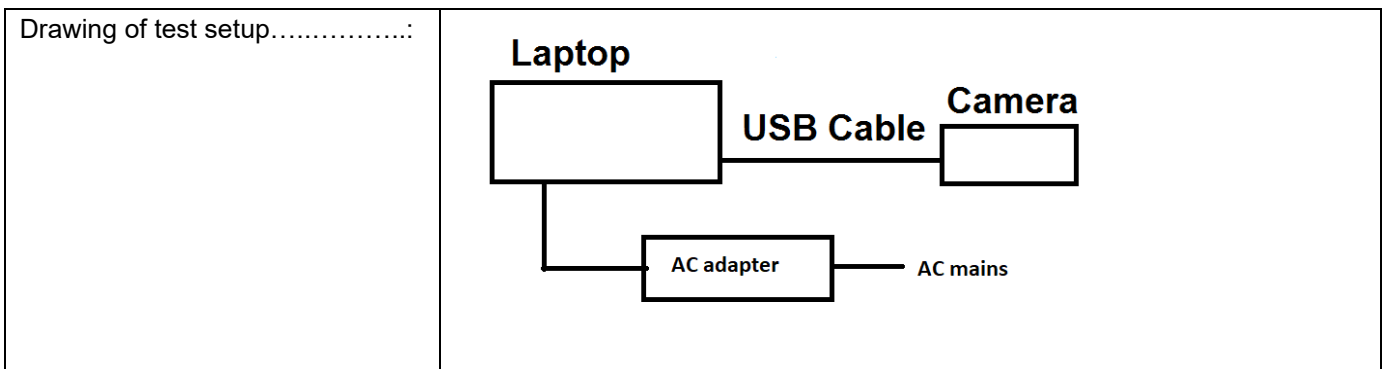 Drawing of test setup…..………..:
Laptop
Camera
USB Cable
AC adapter
AC mains